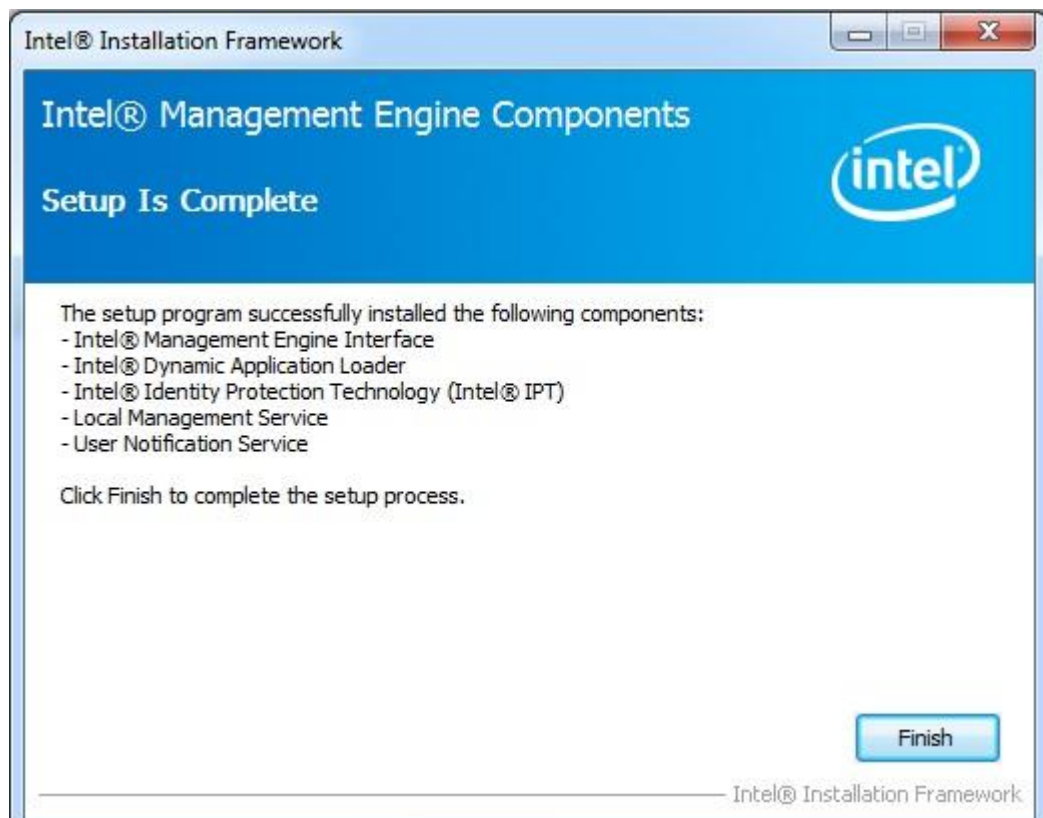 Intel® Installation Framework
Intel® Management Engine Components
intel
Setup Is Complete
The setup program successfully installed the following components:
- Intel® Management Engine Interface
- Intel® Dynamic Application Loader
- Intel® Identity Protection Technology (Intel® IPT)
- Local Management Service
- User Notification Service
Click Finish to complete the setup process.
Finish
Intel® Installation Framework